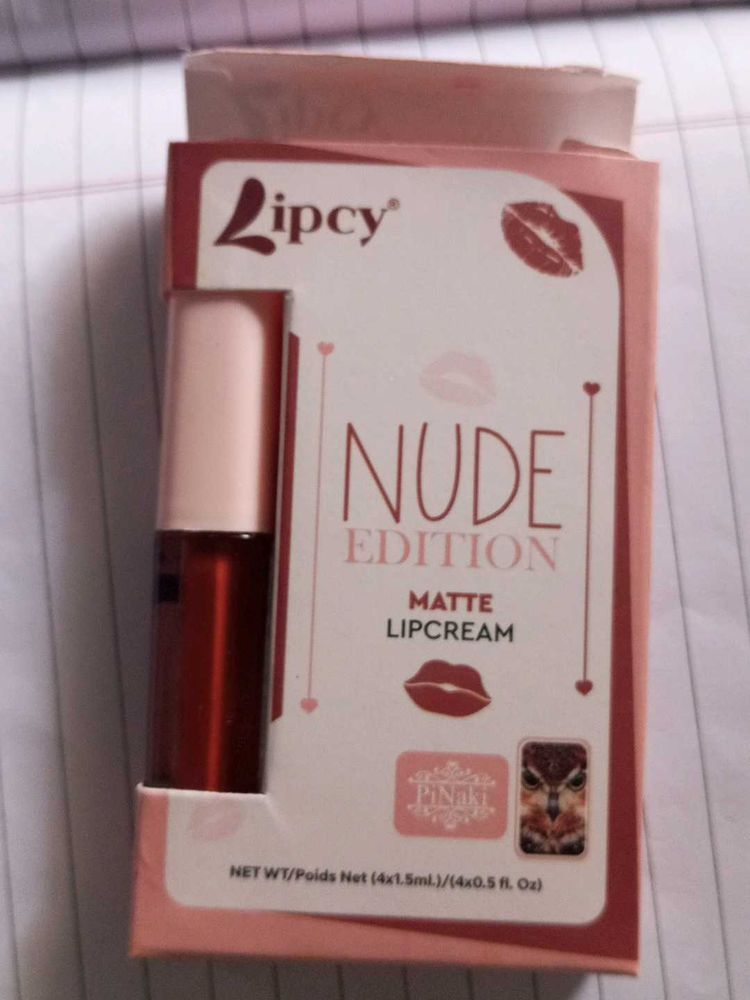 Lipcy®
NUDE
EDITION
MATTE
LIPCREAM
PiNaki
NET WT/Poids Net (4x1.5ml.)/(4x0.5 fl. Oz)